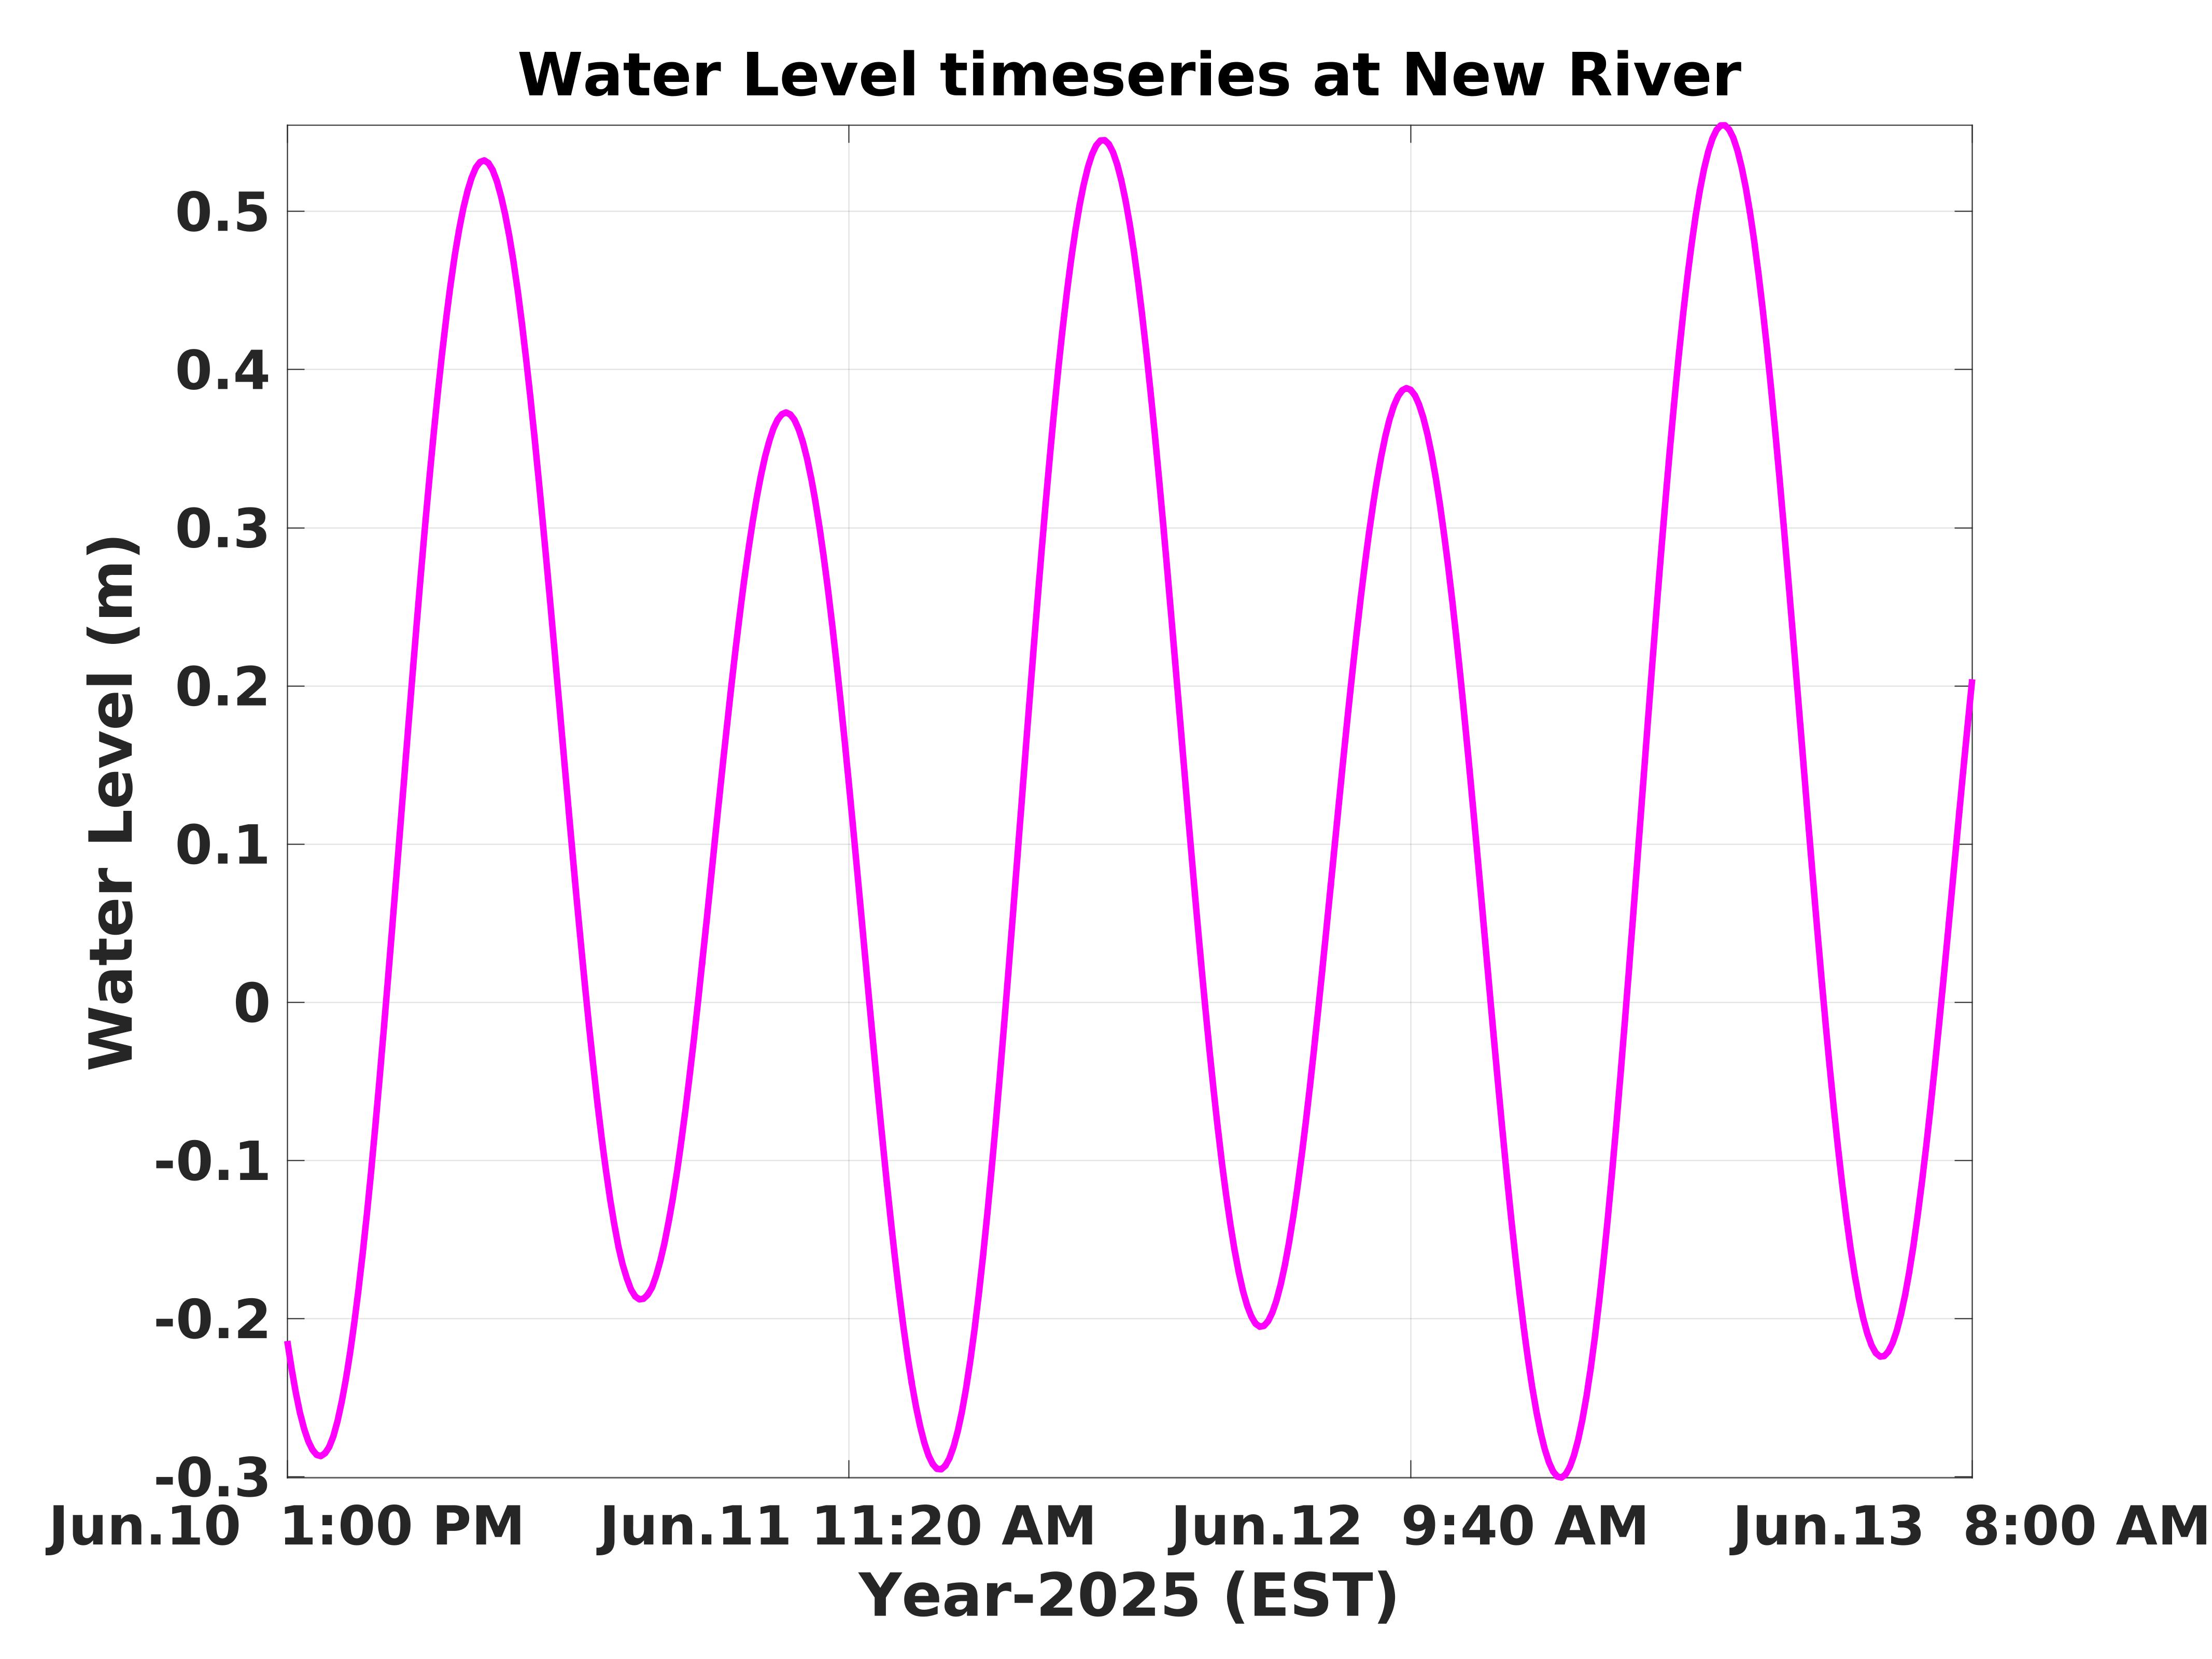 Water Level timeseries at New River
Water Level (m)
0.5
0.4
0.3
0.2
0.1
0
-0.1
-0.2
-0.3
Jun.10 1:00 PM Jun.11 11:20 AM Jun.12 9:40 AM Jun.13 8:00 AM
Year-2025 (EST)